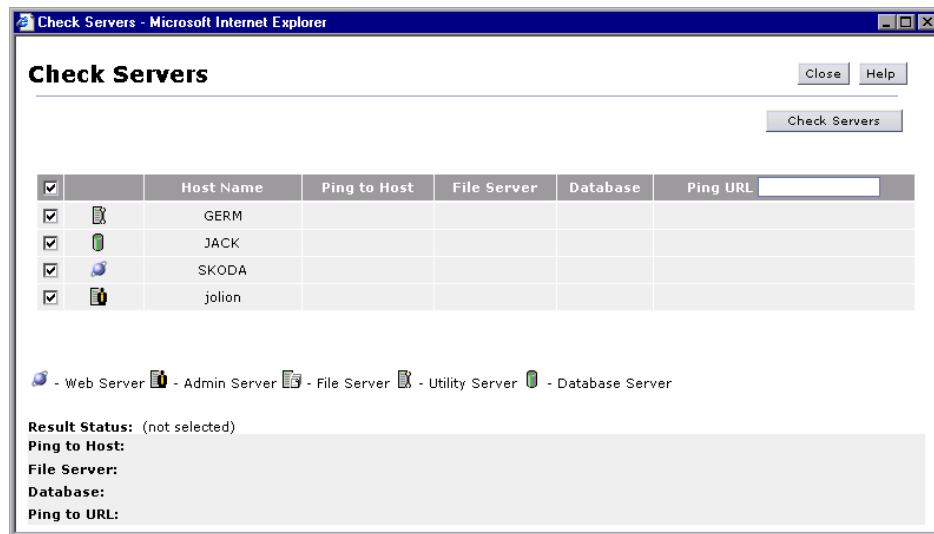 Check Servers - Microsoft Internet Explorer
Check Servers
Close Help
Check Servers
Host Name Ping to Host File Server Database Ping URL
GERM
JACK
SKODA
jolion
- Web Server - Admin Server - File Server - Utility Server - Database Server
Result Status: (not selected)
Ping to Host:
File Server:
Database:
Ping to URL: